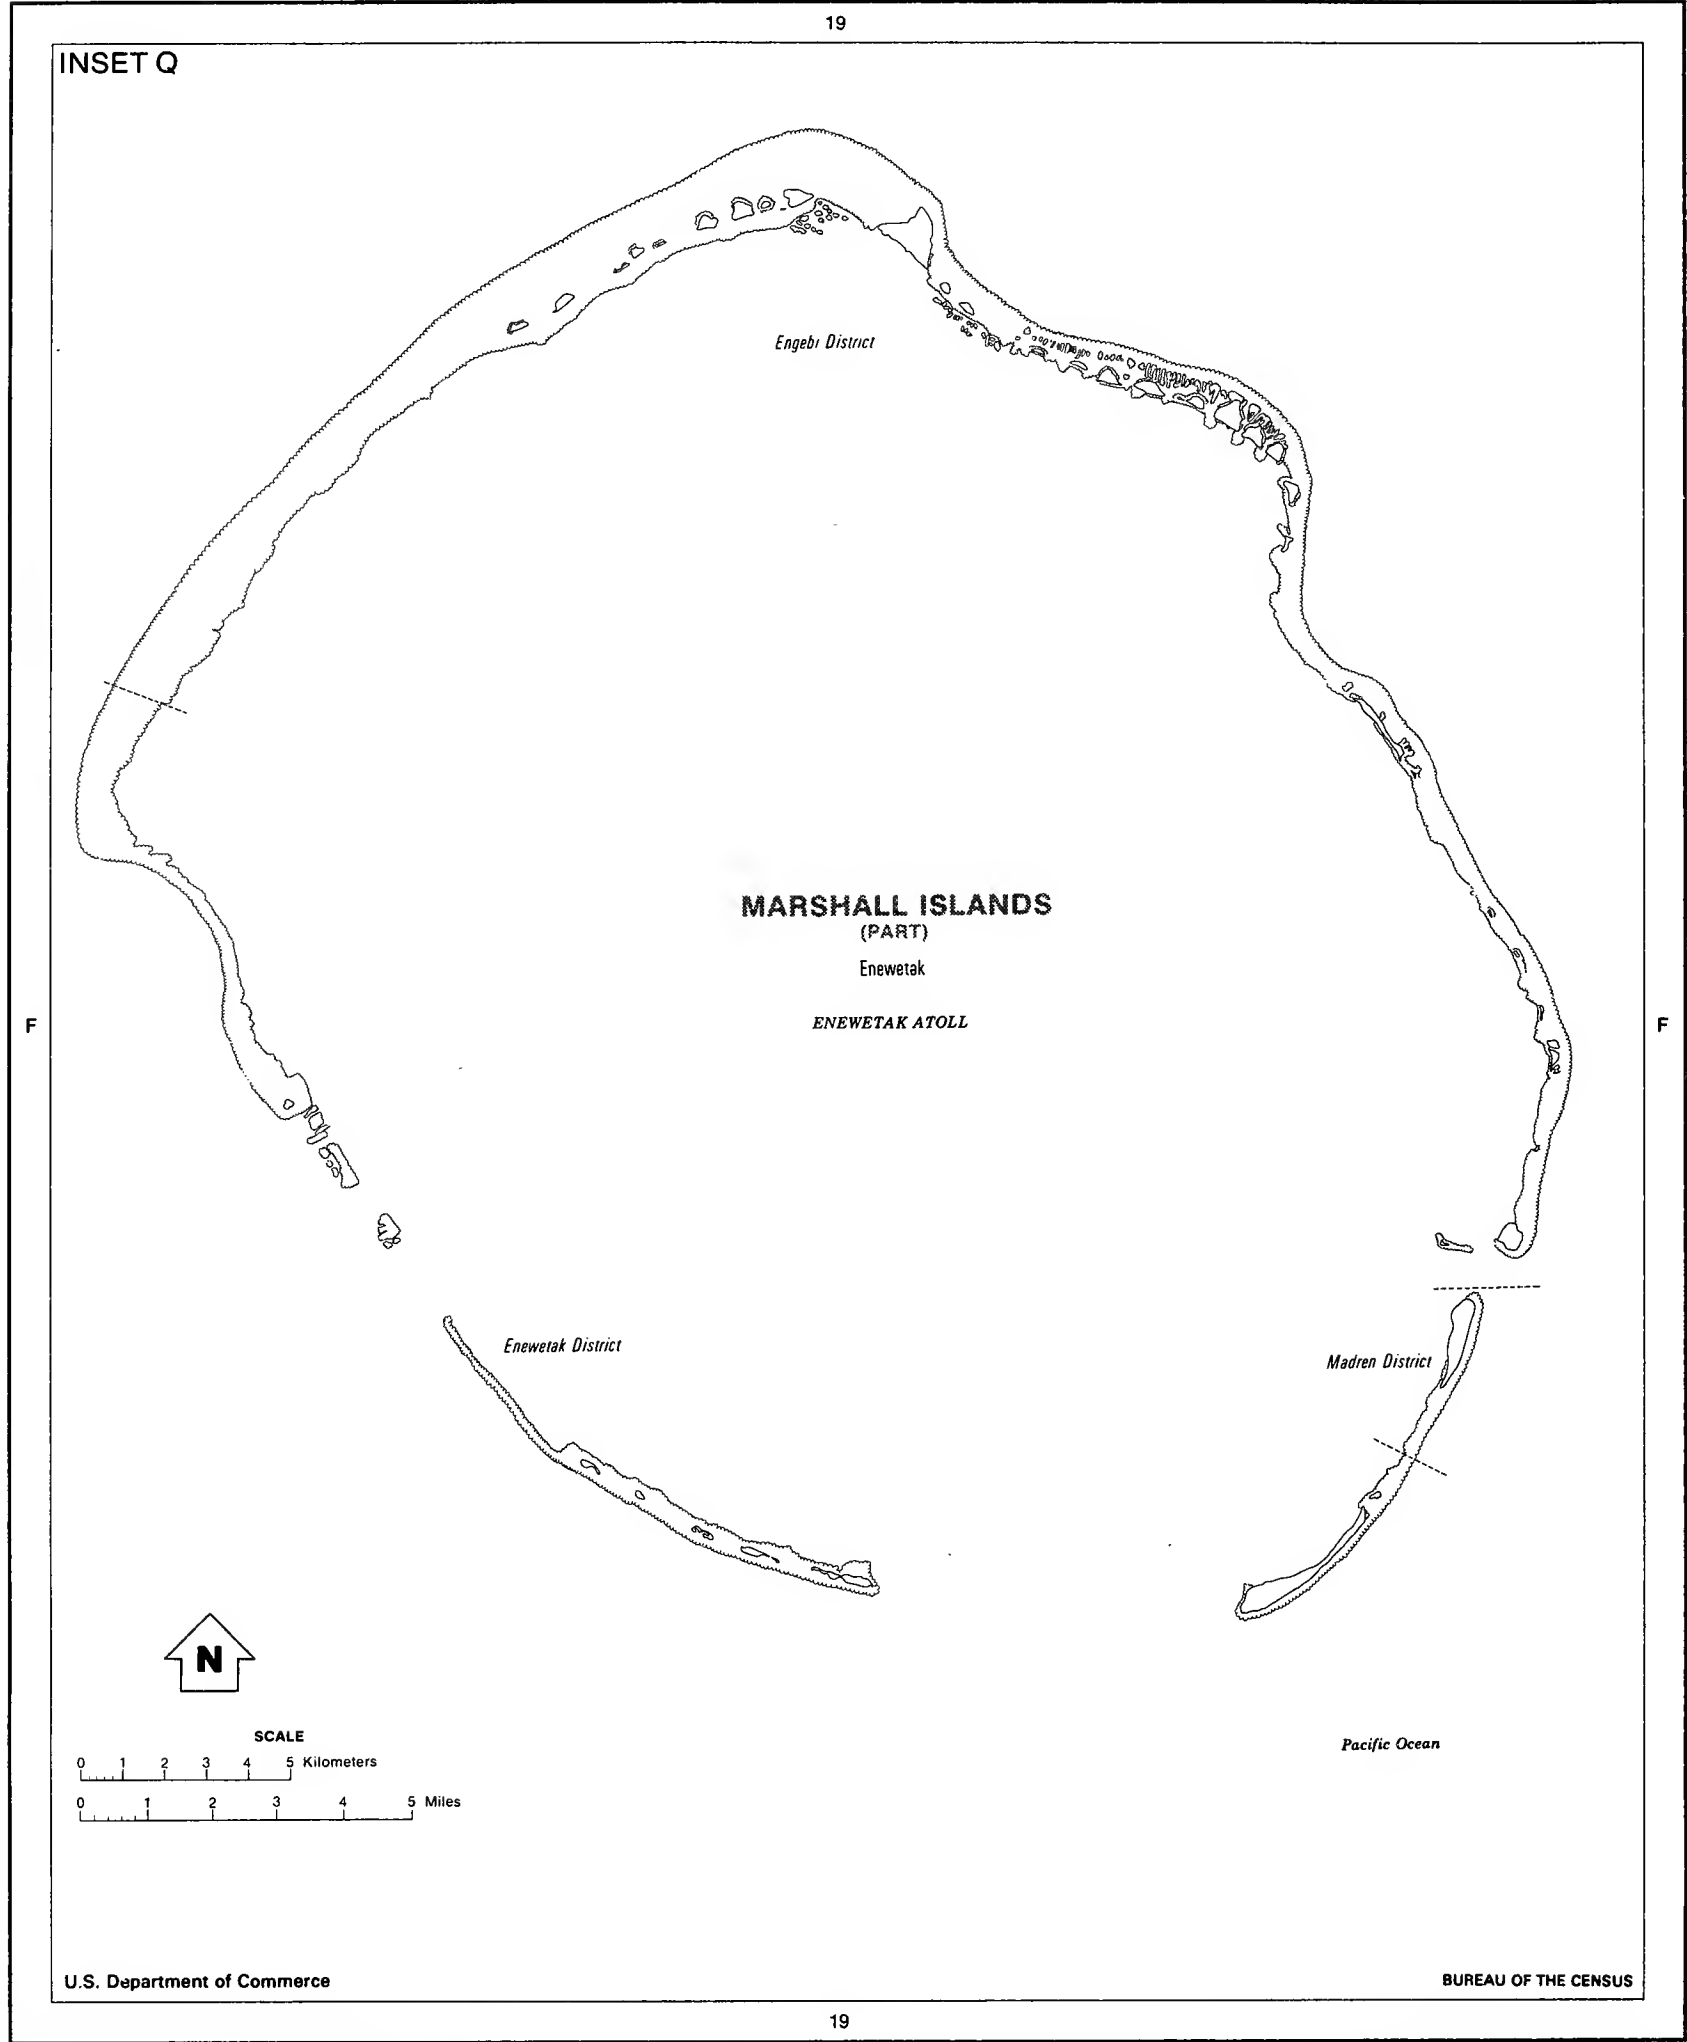 19
INSET Q
Engebi District
MARSHALL ISLANDS
(PART)
Enewetak
ENEWETAK ATOLL
F
F
Enewetak District
Madren District
N
SCALE
0 1 2 3 4 5 Kilometers
0 1 2 3 4 5 Miles
Pacific Ocean
U.S. Department of Commerce
BUREAU OF THE CENSUS
19